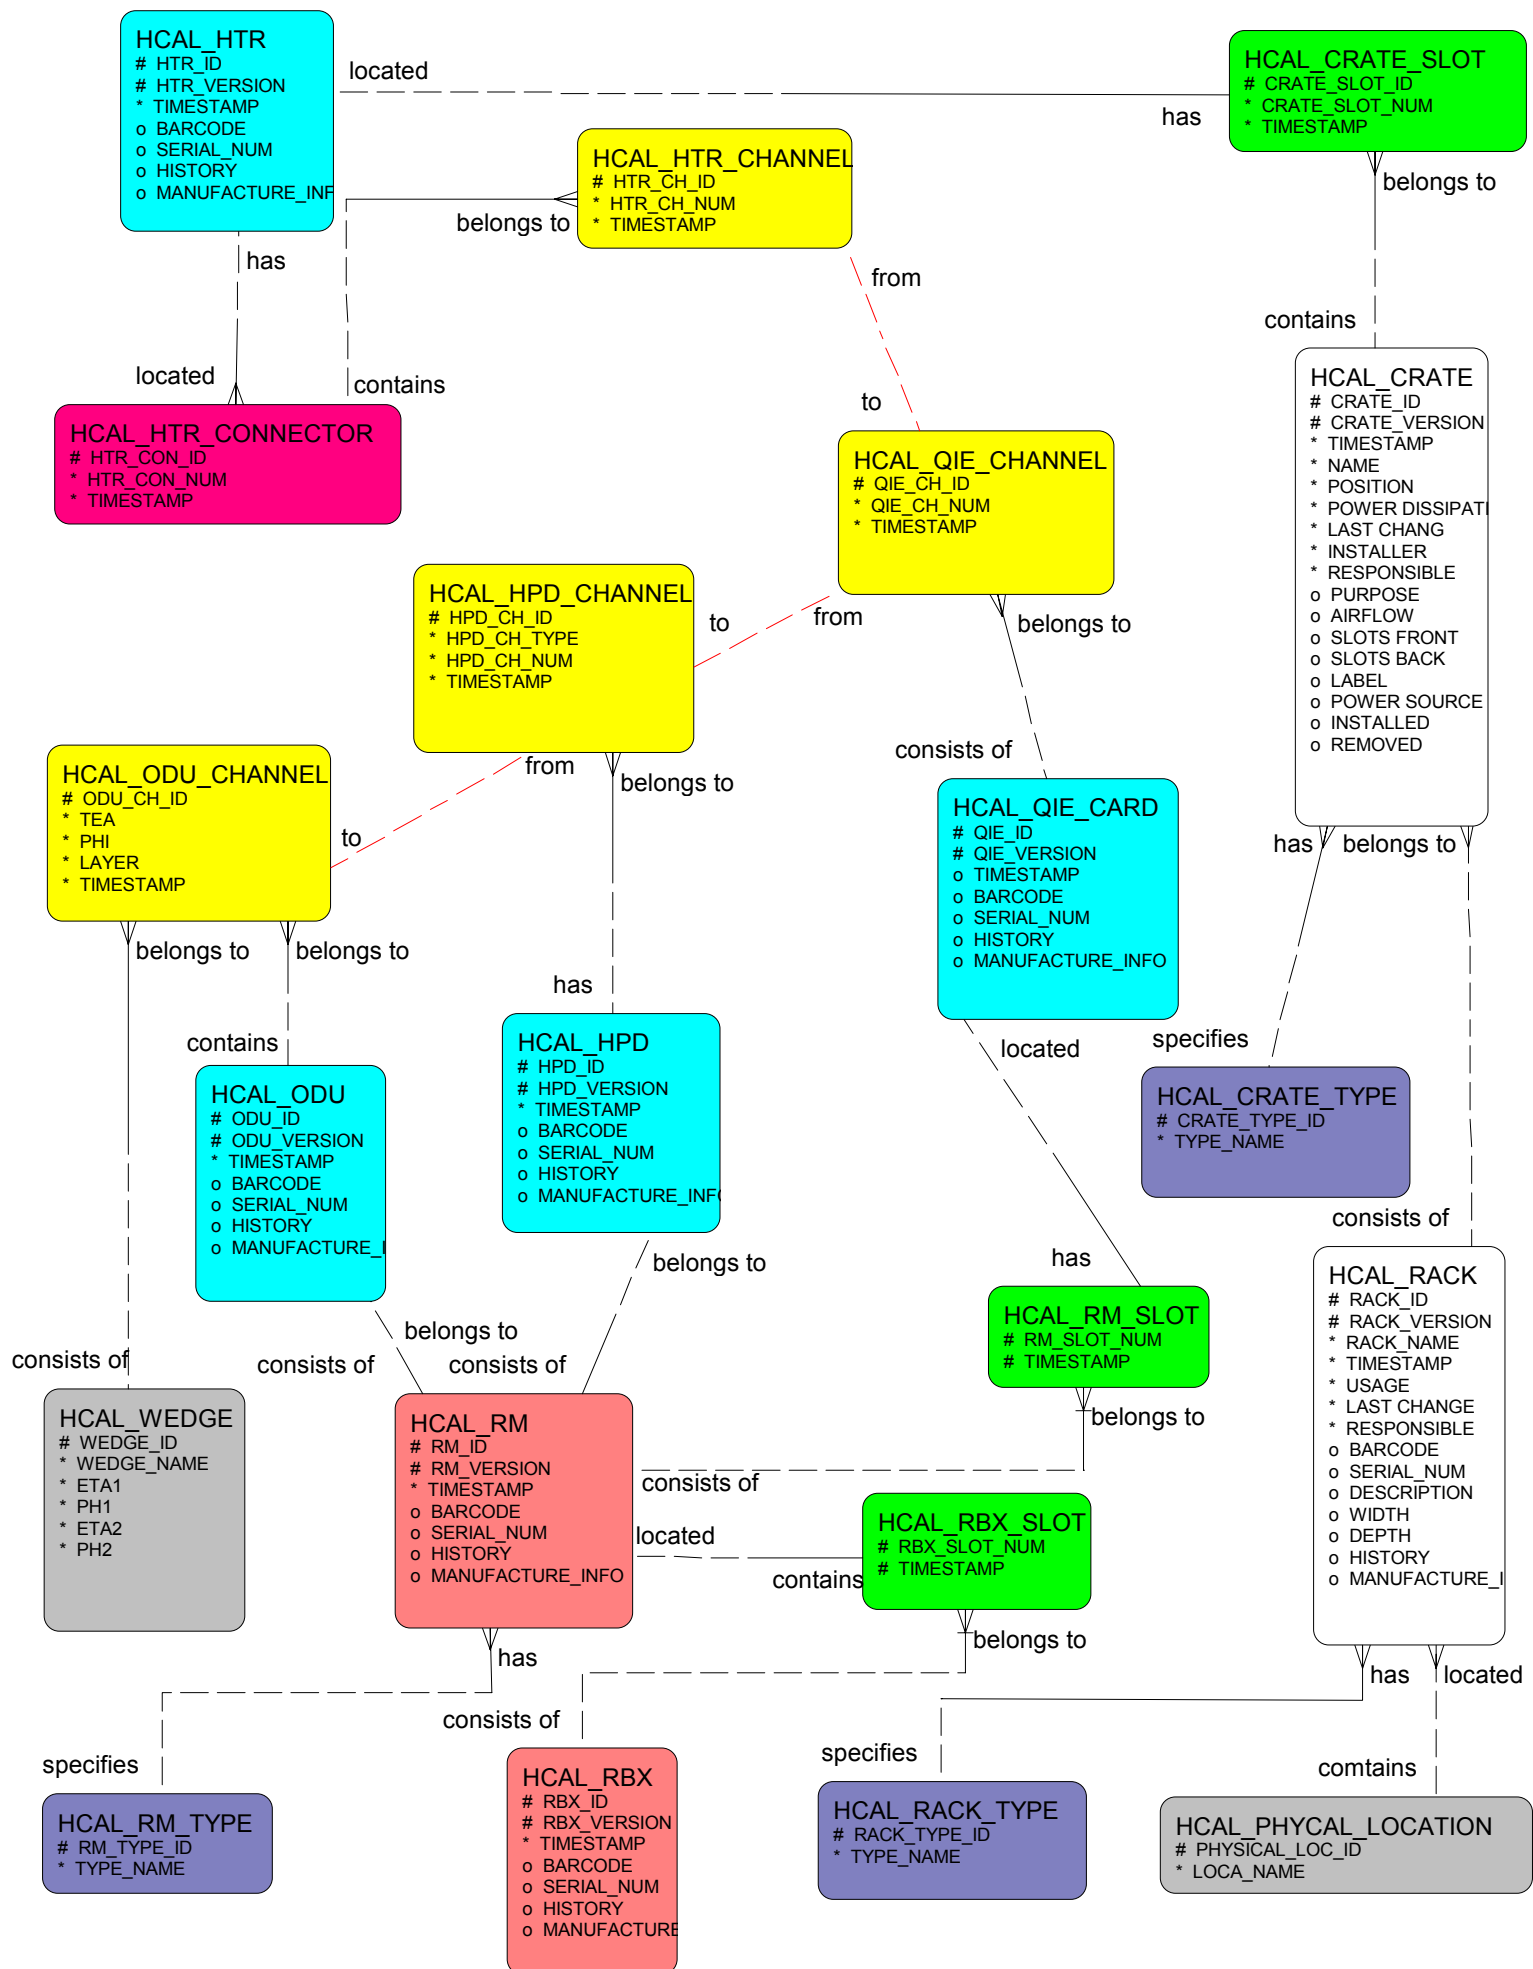 HCAL_HTR
# HTR_ID
# HTR_VERSION
* TIMESTAMP
o BARCODE
o SERIAL_NUM
o HISTORY
o MANUFACTURE_INF
located
has
HCAL_CRATE_SLOT
# CRATE_SLOT_ID
* CRATE_SLOT_NUM
* TIMESTAMP
HCAL_HTR_CHANNEL
# HTR_CH_ID
* HTR_CH_NUM
* TIMESTAMP
belongs to
belongs to
has
from
contains
located
contains
to
HCAL_HTR_CONNECTOR
# HTR_CON_ID
* HTR_CON_NUM
* TIMESTAMP
HCAL_QIE_CHANNEL
# QIE_CH_ID
* QIE_CH_NUM
* TIMESTAMP
HCAL_CRATE
# CRATE_ID
# CRATE_VERSION
* TIMESTAMP
* NAME
* POSITION
* POWER DISSIPATI
* LAST CHANG
* INSTALLER
* RESPONSIBLE
o PURPOSE
o AIRFLOW
o SLOTS FRONT
o SLOTS BACK
o LABEL
o POWER SOURCE
o INSTALLED
o REMOVED
HCAL_HPD_CHANNEL
# HPD_CH_ID
* HPD_CH_TYPE
* HPD_CH_NUM
* TIMESTAMP
to
from
belongs to
consists of
from
belongs to
HCAL_ODU_CHANNEL
# ODU_CH_ID
* TEA
* PHI
* LAYER
* TIMESTAMP
to
HCAL_QIE_CARD
# QIE_ID
# QIE_VERSION
o TIMESTAMP
o BARCODE
o SERIAL_NUM
o HISTORY
o MANUFACTURE_INFO
has
belongs to
belongs to
belongs to
has
contains
located
specifies
HCAL_ODU
# ODU_ID
# ODU_VERSION
* TIMESTAMP
o BARCODE
o SERIAL_NUM
o HISTORY
o MANUFACTURE_I
HCAL_HPD
# HPD_ID
# HPD_VERSION
* TIMESTAMP
o BARCODE
o SERIAL_NUM
o HISTORY
o MANUFACTURE_INFO
HCAL_CRATE_TYPE
# CRATE_TYPE_ID
* TYPE_NAME
consists of
belongs to
has
belongs to
consists of
consists of
consists of
HCAL_RM_SLOT
# RM_SLOT_NUM
# TIMESTAMP
HCAL_RACK
# RACK_ID
# RACK_VERSION
* RACK_NAME
* TIMESTAMP
* USAGE
* LAST CHANGE
* RESPONSIBLE
o BARCODE
o SERIAL_NUM
o DESCRIPTION
o WIDTH
o DEPTH
o HISTORY
o MANUFACTURE_I
HCAL_WEDGE
# WEDGE_ID
* WEDGE_NAME
* ETA1
* PH1
* ETA2
* PH2
HCAL_RM
# RM_ID
# RM_VERSION
* TIMESTAMP
o BARCODE
o SERIAL_NUM
o HISTORY
o MANUFACTURE_INFO
belongs to
consists of
located
contains
HCAL_RBX_SLOT
# RBX_SLOT_NUM
# TIMESTAMP
has
belongs to
has
located
consists of
specifies
specifies
comtains
HCAL_RM_TYPE
# RM_TYPE_ID
* TYPE_NAME
HCAL_RBX
# RBX_ID
# RBX_VERSION
* TIMESTAMP
o BARCODE
o SERIAL_NUM
o HISTORY
o MANUFACTURE
HCAL_RACK_TYPE
# RACK_TYPE_ID
* TYPE_NAME
HCAL_PHYCAL_LOCATION
# PHYSICAL_LOC_ID
* LOCA_NAME